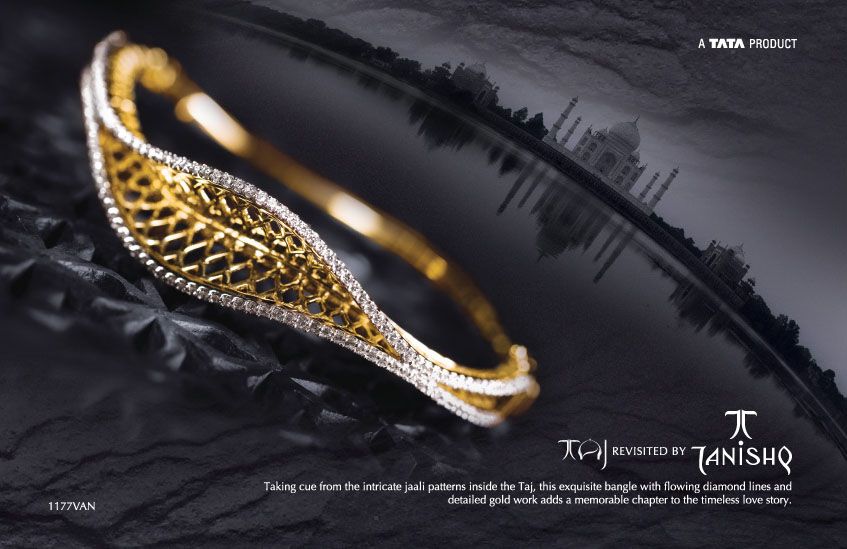 A TATA PRODUCT
TAJ REVISITED BY TANISHQ
Taking cue from the intricate jaali patterns inside the Taj, this exquisite bangle with flowing diamond lines and
detailed gold work adds a memorable chapter to the timeless love story.
1177VAN